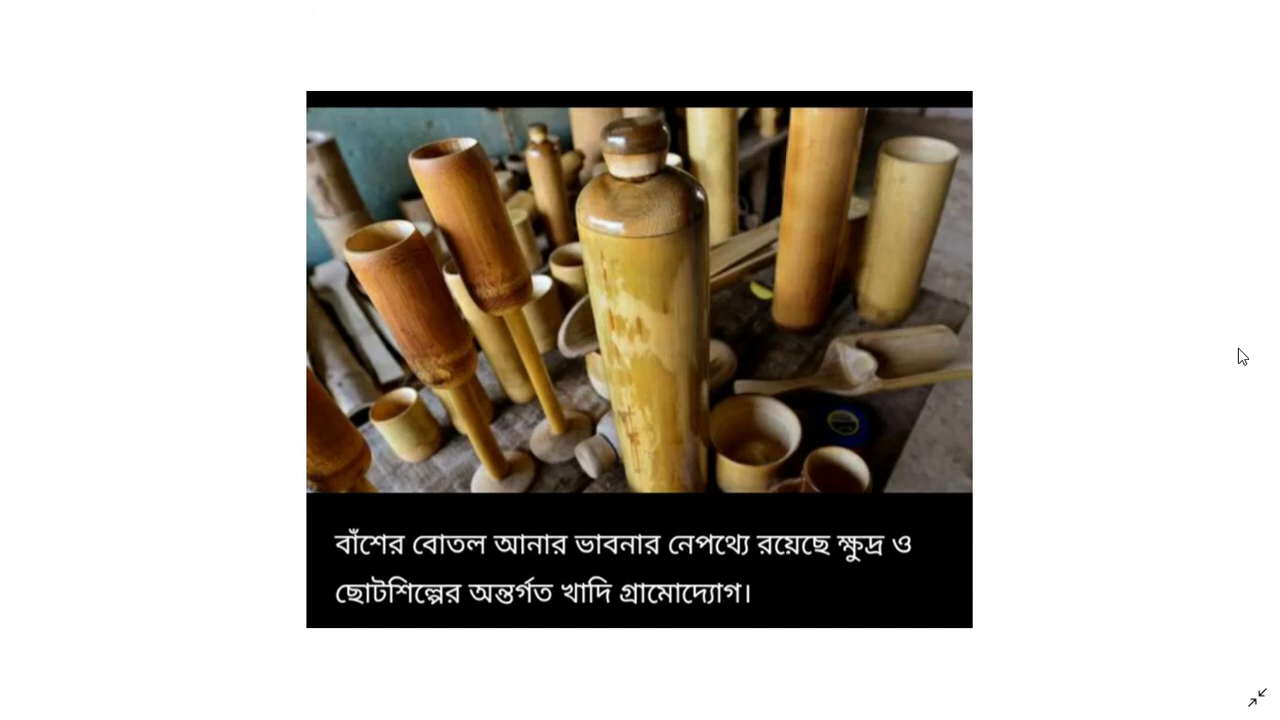 বাঁশের বোতল আনার ভাবনার নেপথ্যে রয়েছে ক্ষুদ্র ও
ছোটশিল্পের অন্তর্গত খাদি গ্রামোদ্যোগ।